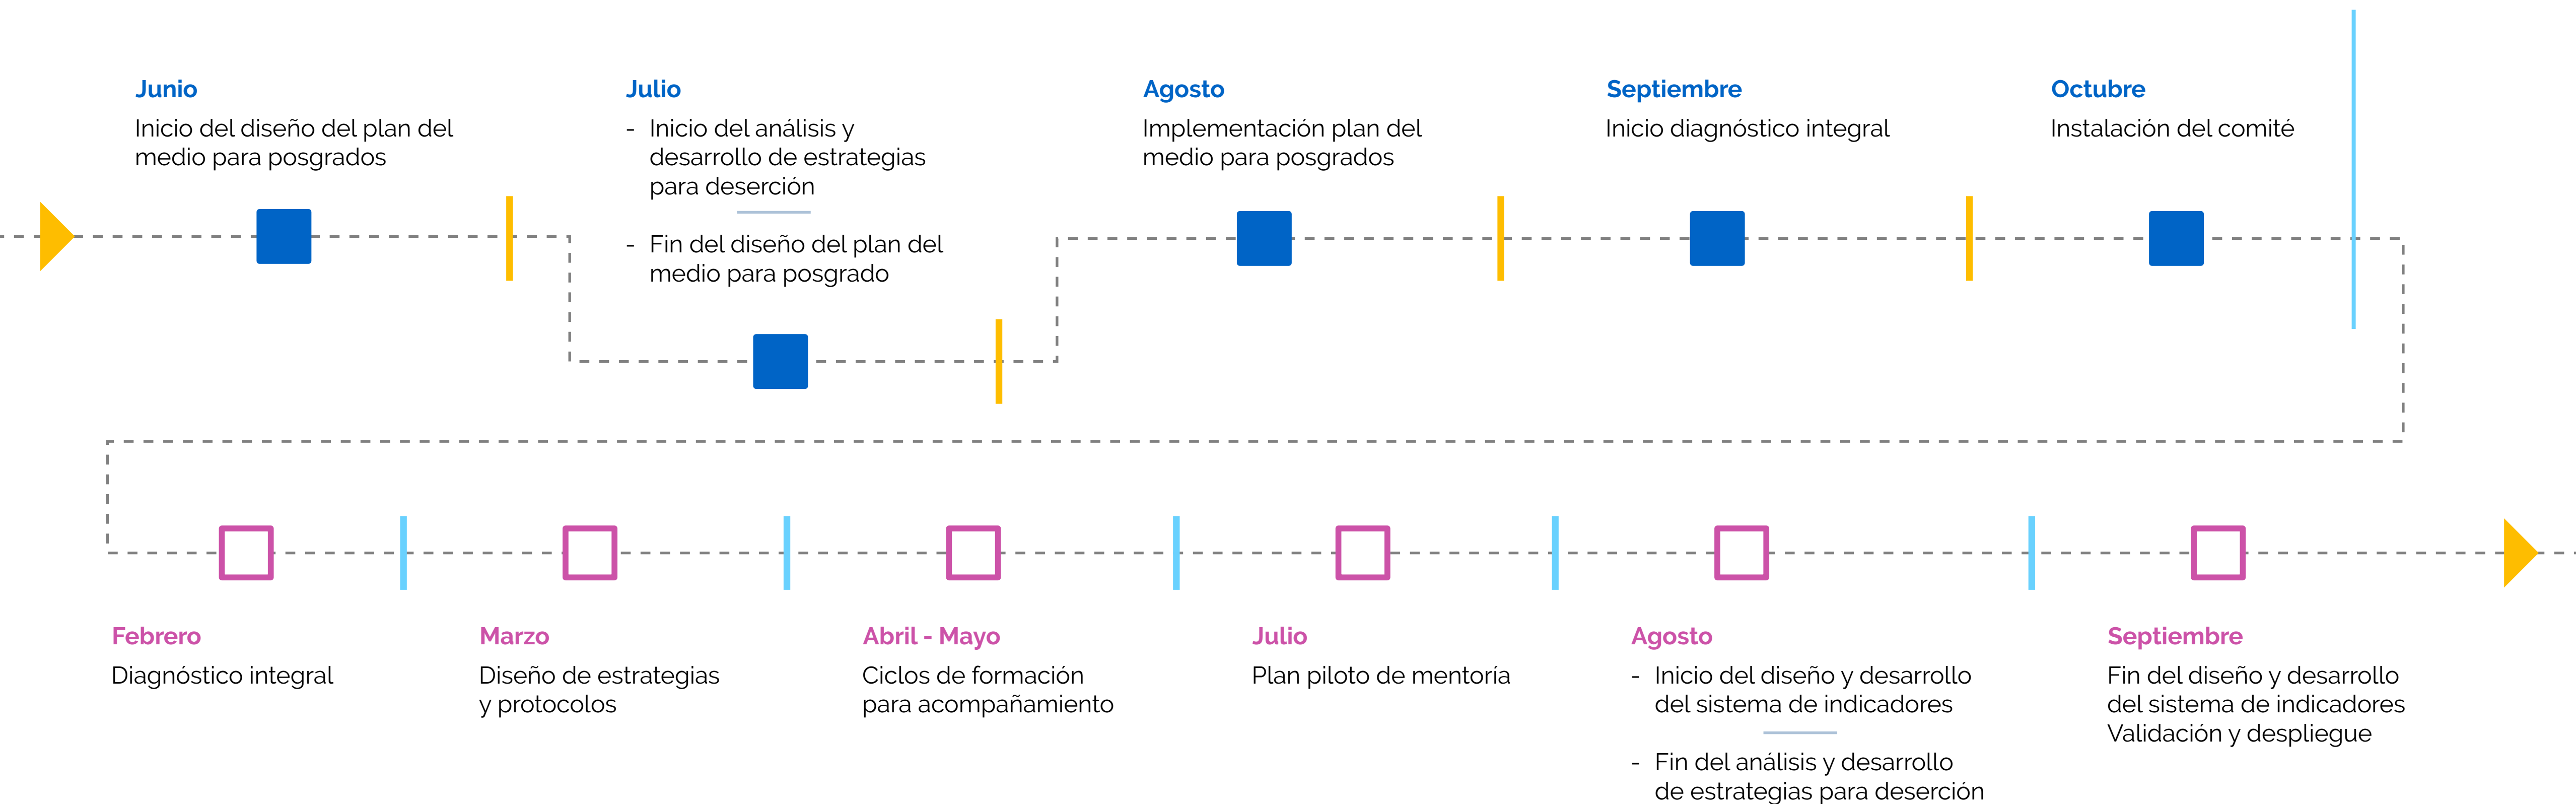 Junio
Inicio del diseño del plan del
medio para posgrados
Julio
- Inicio del análisis y
desarrollo de estrategias
para deserción
- Fin del diseño del plan del
medio para posgrado
Agosto
Implementación plan del
medio para posgrados
Septiembre
Inicio diagnóstico integral
Octubre
Instalación del comité
Febrero
Diagnóstico integral
Marzo
Diseño de estrategias
y protocolos
Abril - Mayo
Ciclos de formación
para acompañamiento
Julio
Plan piloto de mentoría
Agosto
- Inicio del diseño y desarrollo
del sistema de indicadores
- Fin del análisis y desarrollo
de estrategias para deserción
Septiembre
Fin del diseño y desarrollo
del sistema de indicadores
Validación y despliegue